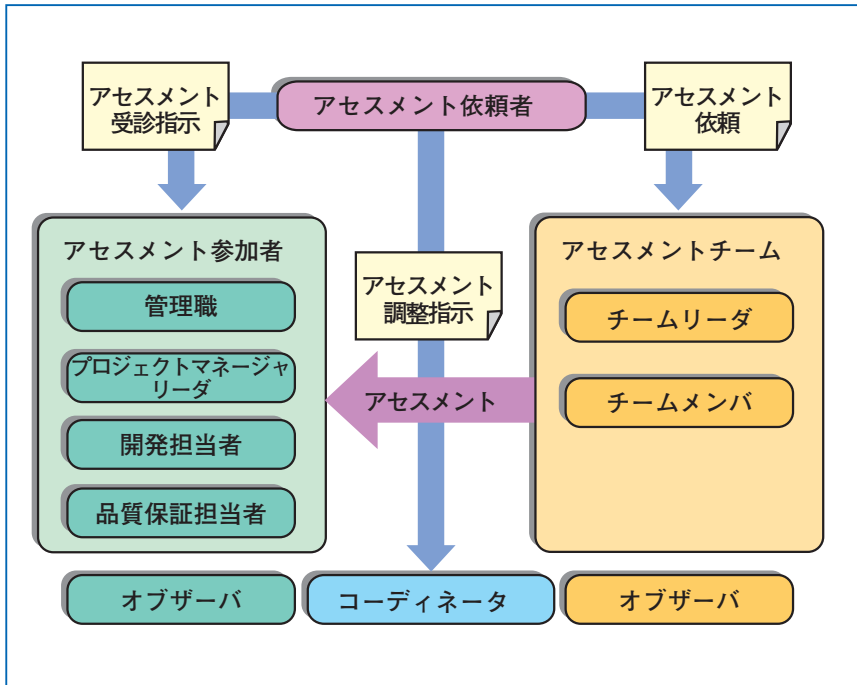 アセスメント
受診指示
アセスメント依頼者
アセスメント
依頼
アセスメント参加者
管理職
プロジェクトマネージャ
リーダ
開発担当者
品質保証担当者
オブザーバ
アセスメント
調整指示
アセスメント
コーディネータ
アセスメントチーム
チームリーダ
チームメンバ
オブザーバ